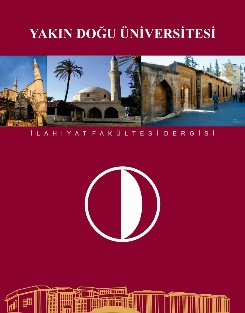 YAKIN DOĞU ÜNİVERSİTESİ
İLAHİYAT FAKÜLTESİ DERGİSİ